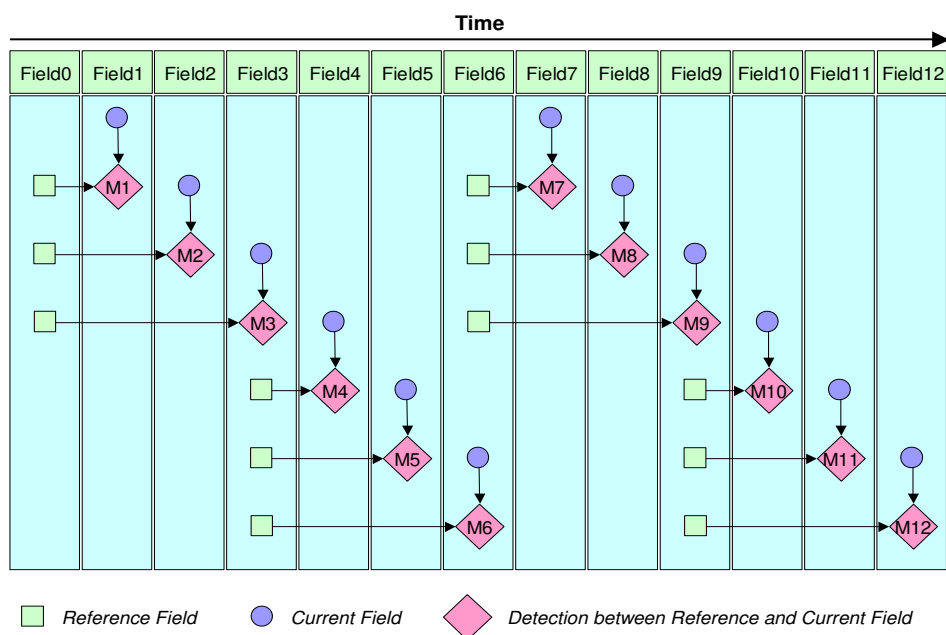 Time
Field0 Field1 Field2 Field3 Field4 Field5 Field6 Field7 Field8 Field9 Field10 Field11 Field12
M1 M7
M2 M8
M3 M9
M4 M10
M5 M11
M6 M12
Reference Field Current Field Detection between Reference and Current Field